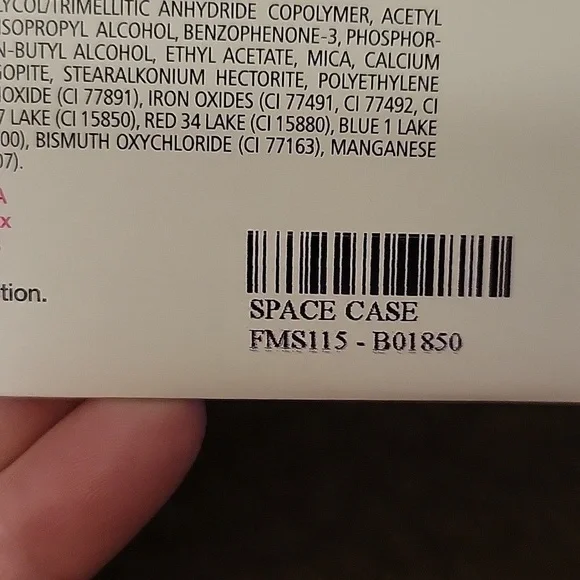 YCOL/TRIMELLITIC ANHYDRIDE COPOLYMER, ACETYL
ISOPROPYL ALCOHOL, BENZOPHENONE-3, PHOSPHOR-
N-BUTYL ALCOHOL, ETHYL ACETATE, MICA, CALCIUM
GOPITE, STEARALKONIUM HECTORITE, POLYETHYLENE
OXIDE (CI 77891), IRON OXIDES (CI 77491, CI 77492, CI
7 LAKE (CI 15850), RED 34 LAKE (CI 15880), BLUE 1 LAKE
00), BISMUTH OXYCHLORIDE (CI 77163), MANGANESE
07).
A
x
tion.
SPACE CASE
FMS115 - B01850